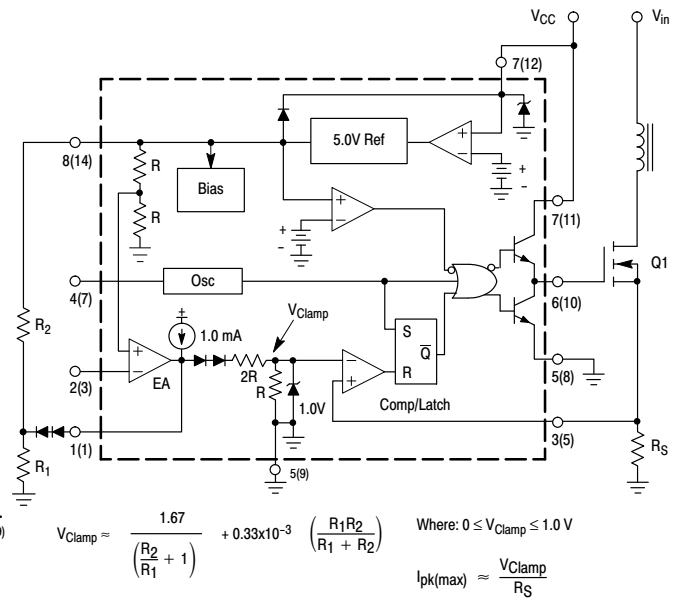 VCC
Vin
7(12)
8(14)
5.0V Ref
R
Bias
+
-
+
-
R
+
-
+
-
7(11)
Q1
4(7)
Osc
6(10)
VClamp
R2
+
1.0 mA
S
Q
R
5(8)
+
-
EA
2R
R
1.0V
-
+
Comp/Latch
2(3)
1(1)
3(5)
R1
RS
5(9)
VClamp ≈ 1.67 / (R2/R1 + 1) + 0.33x10-3 (R1R2 / R1 + R2) Where: 0 ≤ VClamp ≤ 1.0 V
Ipk(max) ≈ VClamp / RS